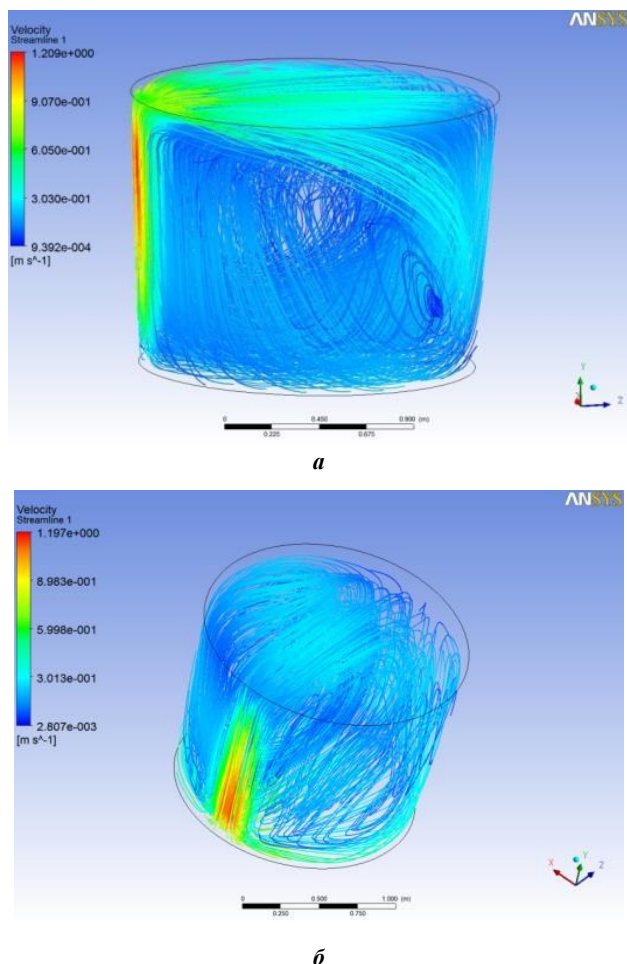 ANSYS
Velocity
Streamline 1
1.209e+000
9.070e-001
6.050e-001
3.030e-001
9.392e-004
[m s^-1]
Y
Z
0 0.450 0.900 (m)
0.225 0.675
а
ANSYS
Velocity
Streamline 1
1.197e+000
8.983e-001
5.998e-001
3.013e-001
2.807e-003
[m s^-1]
X Y Z
0 0.500 1.000 (m)
0.250 0.750
б